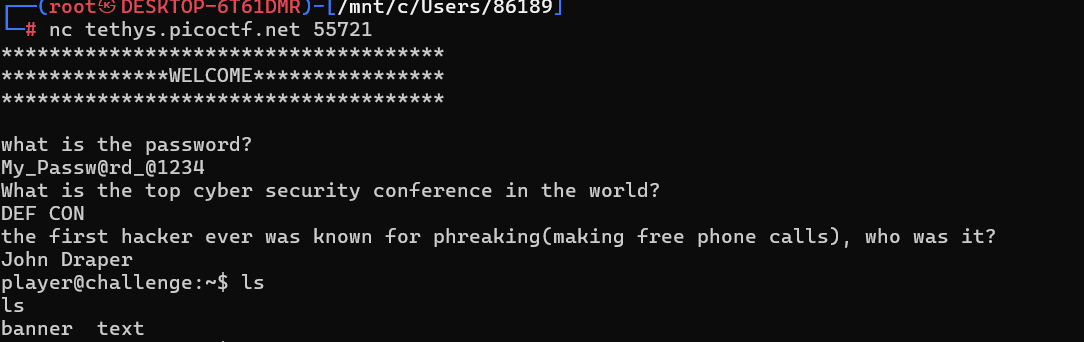 (root㉿DESKTOP-6T61DMR)-[/mnt/c/Users/86189]
# nc tethys.picoctf.net 55721
*************************************
**************WELCOME****************
*************************************
what is the password?
My_Passw@rd_@1234
What is the top cyber security conference in the world?
DEF CON
the first hacker ever was known for phreaking(making free phone calls), who was it?
John Draper
player@challenge:~$ ls
ls
banner  text